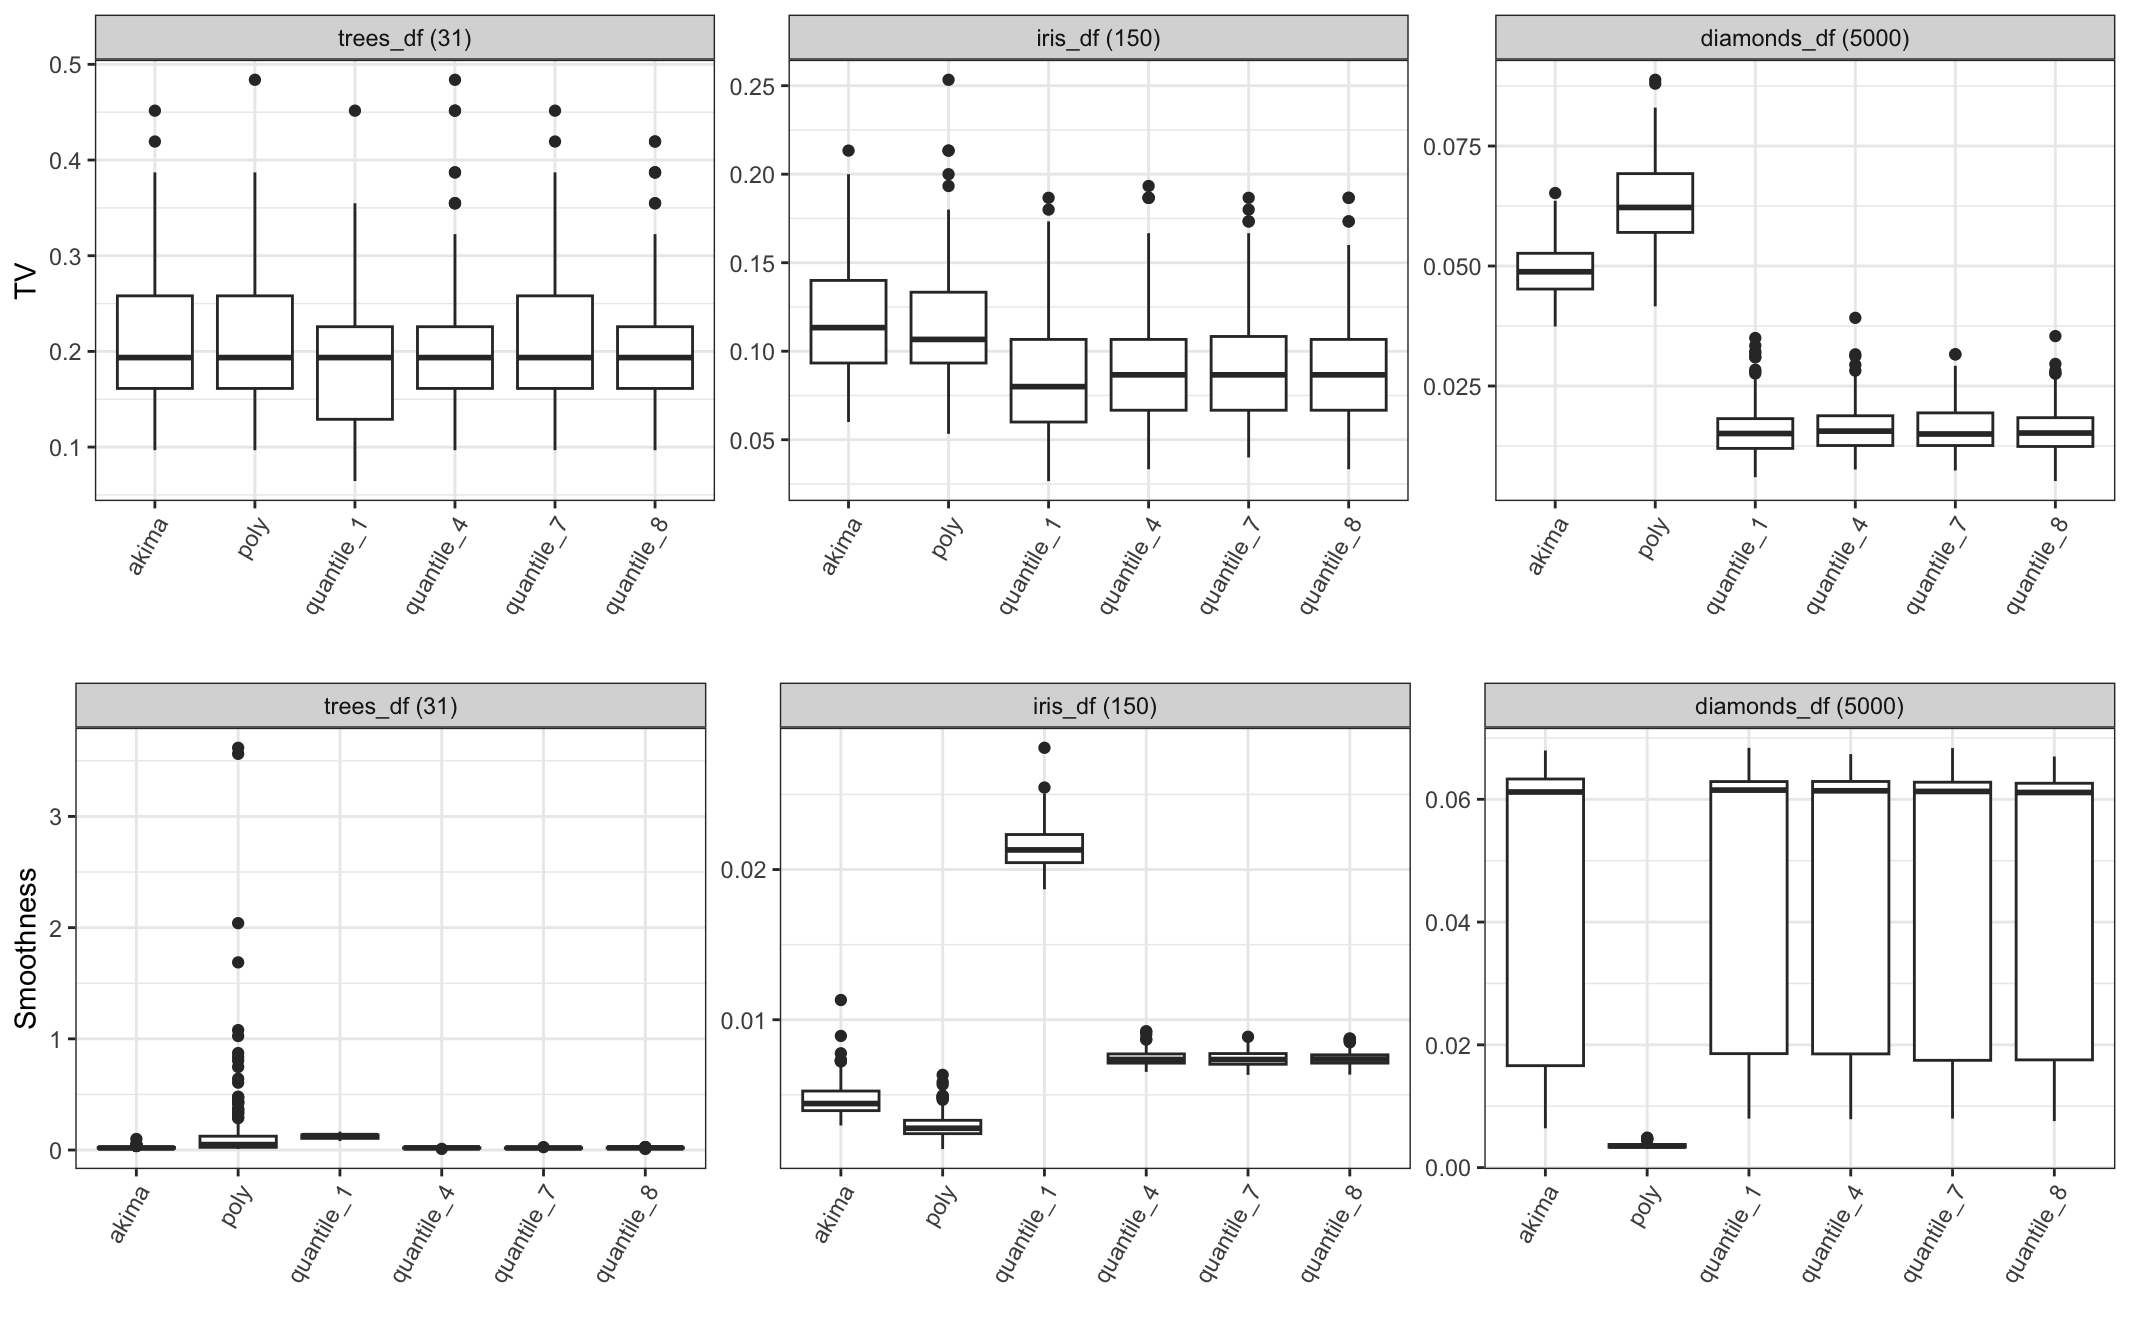 trees_df (31)
iris_df (150)
diamonds_df (5000)
TV
0.5
0.4
0.3
0.2
0.1
0.25
0.20
0.15
0.10
0.05
0.075
0.050
0.025
akima
poly
quantile_1
quantile_4
quantile_7
quantile_8
akima
poly
quantile_1
quantile_4
quantile_7
quantile_8
akima
poly
quantile_1
quantile_4
quantile_7
quantile_8
trees_df (31)
iris_df (150)
diamonds_df (5000)
Smoothness
3
2
1
0
0.02
0.01
0.06
0.04
0.02
0.00
akima
poly
quantile_1
quantile_4
quantile_7
quantile_8
akima
poly
quantile_1
quantile_4
quantile_7
quantile_8
akima
poly
quantile_1
quantile_4
quantile_7
quantile_8